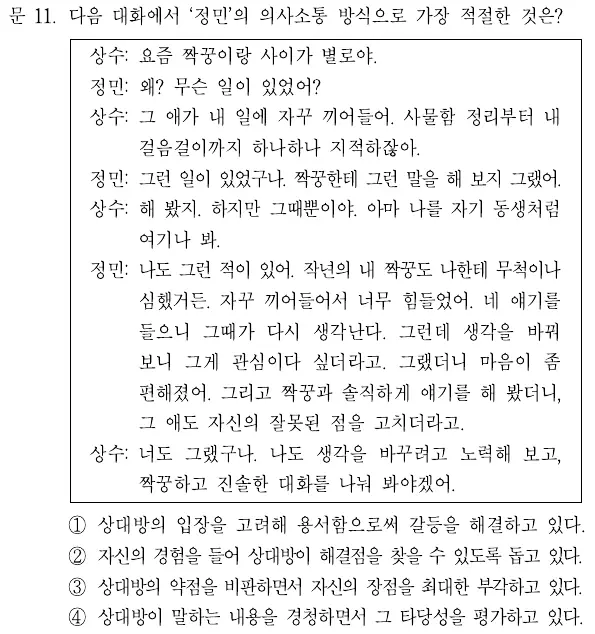 문 11. 다음 대화에서 ‘정민’의 의사소통 방식으로 가장 적절한 것은?
상수: 요즘 짝꿍이랑 사이가 별로야.
정민: 왜? 무슨 일이 있었어?
상수: 그 애가 내 일에 자꾸 끼어들어. 사물함 정리부터 내
걸음걸이까지 하나하나 지적하잖아.
정민: 그런 일이 있었구나. 짝꿍한테 그런 말을 해 보지 그랬어.
상수: 해 봤지. 하지만 그때뿐이야. 아마 나를 자기 동생처럼
여기나 봐.
정민: 나도 그런 적이 있어. 작년의 내 짝꿍도 나한테 무척이나
심했거든. 자꾸 끼어들어서 너무 힘들었어. 네 얘기를
들으니 그때가 다시 생각난다. 그런데 생각을 바꿔
보니 그게 관심이다 싶더라고. 그랬더니 마음이 좀
편해졌어. 그리고 짝꿍과 솔직하게 얘기를 해 봤더니,
그 애도 자신의 잘못된 점을 고치더라고.
상수: 너도 그랬구나. 나도 생각을 바꾸려고 노력해 보고,
짝꿍하고 진솔한 대화를 나눠 봐야겠어.
① 상대방의 입장을 고려해 용서함으로써 갈등을 해결하고 있다.
② 자신의 경험을 들어 상대방이 해결점을 찾을 수 있도록 돕고 있다.
③ 상대방의 약점을 비판하면서 자신의 장점을 최대한 부각하고 있다.
④ 상대방이 말하는 내용을 경청하면서 그 타당성을 평가하고 있다.